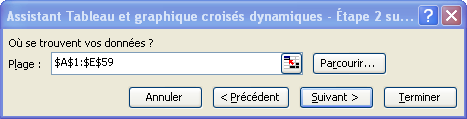 Assistant Tableau et graphique croisés dynamiques - Étape 2 su...
Où se trouvent vos données ?
Plage : $A$1:$E$59 Parcourir...
Annuler < Précédent Suivant > Terminer